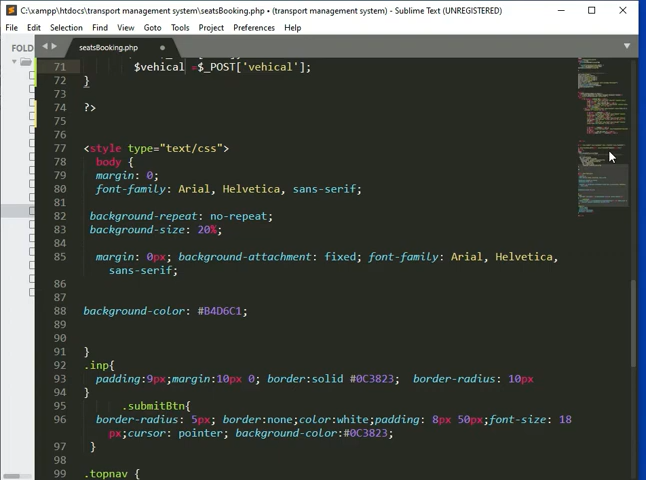 C:\xampp\htdocs\transport management system\seatsBooking.php • (transport management system) - Sublime Text (UNREGISTERED)
File Edit Selection Find View Goto Tools Project Preferences Help
FOLD
seatsBooking.php
71 $vehical =$_POST['vehical'];
72 }
73
74 ?>
75
76
77 <style type="text/css">
78 body {
79 margin: 0;
80 font-family: Arial, Helvetica, sans-serif;
81
82 background-repeat: no-repeat;
83 background-size: 20%;
84
85 margin: 0px; background-attachment: fixed; font-family: Arial, Helvetica,
sans-serif;
86
87
88 background-color: #B4D6C1;
89
90
91 }
92 .inp{
93 padding:9px;margin:10px 0; border:solid #0C3823; border-radius: 10px
94 }
95 .submitBtn{
96 border-radius: 5px; border:none;color:white;padding: 8px 50px;font-size: 18
px;cursor: pointer; background-color:#0C3823;
97 }
98
99 .topnav {